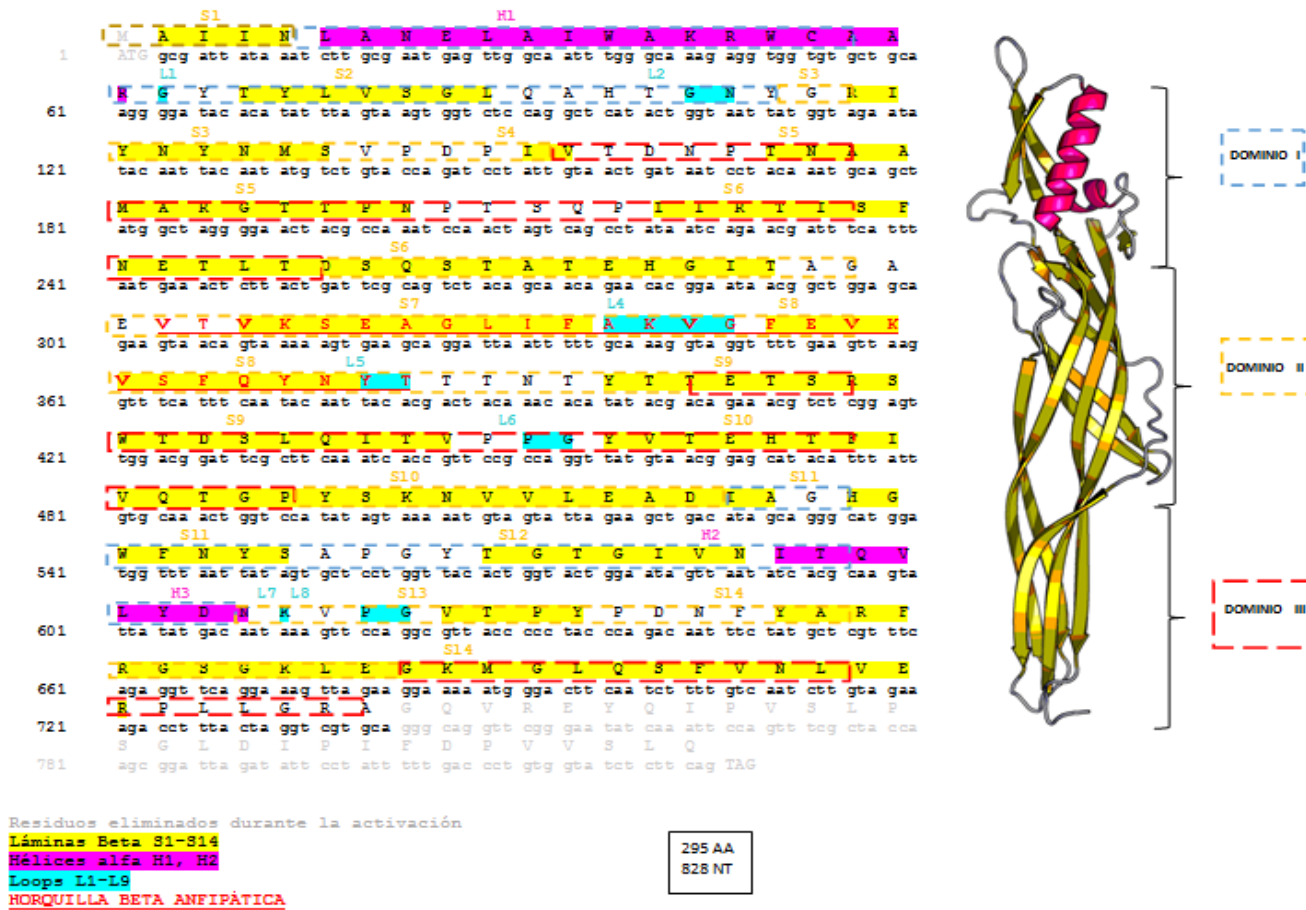 S1 H1
M A I I N L A N E L A I W A K R W C A A
1 ATG gcg att ata aat ctt gcg aat gag ttg gca att tgg gca aag agg tgg tgt gct gca
L1 S2 L2 S3
R G Y T Y L V S G L Q A H T G N Y G R I
61 agg gga tac aca tat tta gta agt ggt ctc cag gct cat act ggt aat tat ggt aga ata
S3 S4 S5
Y N Y N M S V P D P I V T D N P T N A A
121 tac aat tac aat atg tct gta cca gat cct att gta act gat aat cct aca aat gca gct
S5 S6
M A R G T T P N P T S Q P I I R T I S F
181 atg gct agg gga act acg cca aat cca act agt cag cct ata atc aga acg att tca ttt
S6
N E T L T D S Q S T A T E H G I T A G A
241 aat gaa act ctt act gat tcg cag tct aca gca aca gaa cac gga ata acg gct gga gca
S7 L4 S8
E V T V K S E A G L I F A K V G F E V K
301 gaa gta aca gta aaa agt gaa gca gga tta att ttt gca aag gta ggt ttt gaa gtt aag
S8 L5 S9
V S F Q Y N Y T T T N T Y T T E T S R S
361 gtt tca ttt caa tac aat tac acg act aca aac aca tat acg aca gaa acg tct cgg agt
S9 L6 S10
W T D S L Q I T V P P G Y V T E H T F I
421 tgg acg gat tcg ctt caa atc acc gtt ccg cca ggt tat gta acg gag cat aca ttt att
S10 S11
V Q T G P Y S K N V V L E A D I A G H G
481 gtg caa act ggt cca tat agt aaa aat gta gta tta gaa gct gac ata gca ggg cat gga
S11 S12 H2
W F N Y S A P G Y T G T G I V N I T Q V
541 tgg ttt aat tat agt gct cct ggt tac act ggt act gga ata gtt aat atc acg caa gta
H3 L7 L8 S13 S14
L Y D N K V P G V T P Y P D N F Y A R F
601 tta tat gac aat aaa gtt cca ggc gtt acc ccc tac cca gac aat ttc tat gct cgt ttc
S14
R G S G K L E G K M G L Q S F V N L V E
661 aga ggt tca gga aag tta gaa gga aaa atg gga ctt caa tct ttt gtc aat ctt gta gaa
R P L L G R A G Q V R E Y Q I P V S L P
721 aga cct tta cta ggt cgt gca ggg cag gtt cgg gaa tat caa att cca gtt tcg cta cca
S G L D I P I F D P V V S L Q
781 agc gga tta gat att cct att ttt gac cct gtg gta tct ctt cag TAG
DOMINIO I
DOMINIO II
DOMINIO III
Residuos eliminados durante la activación
Láminas Beta S1-S14
Hélices alfa H1, H2
Loops L1-L9
HORQUILLA BETA ANFIPÁTICA
295 AA
828 NT